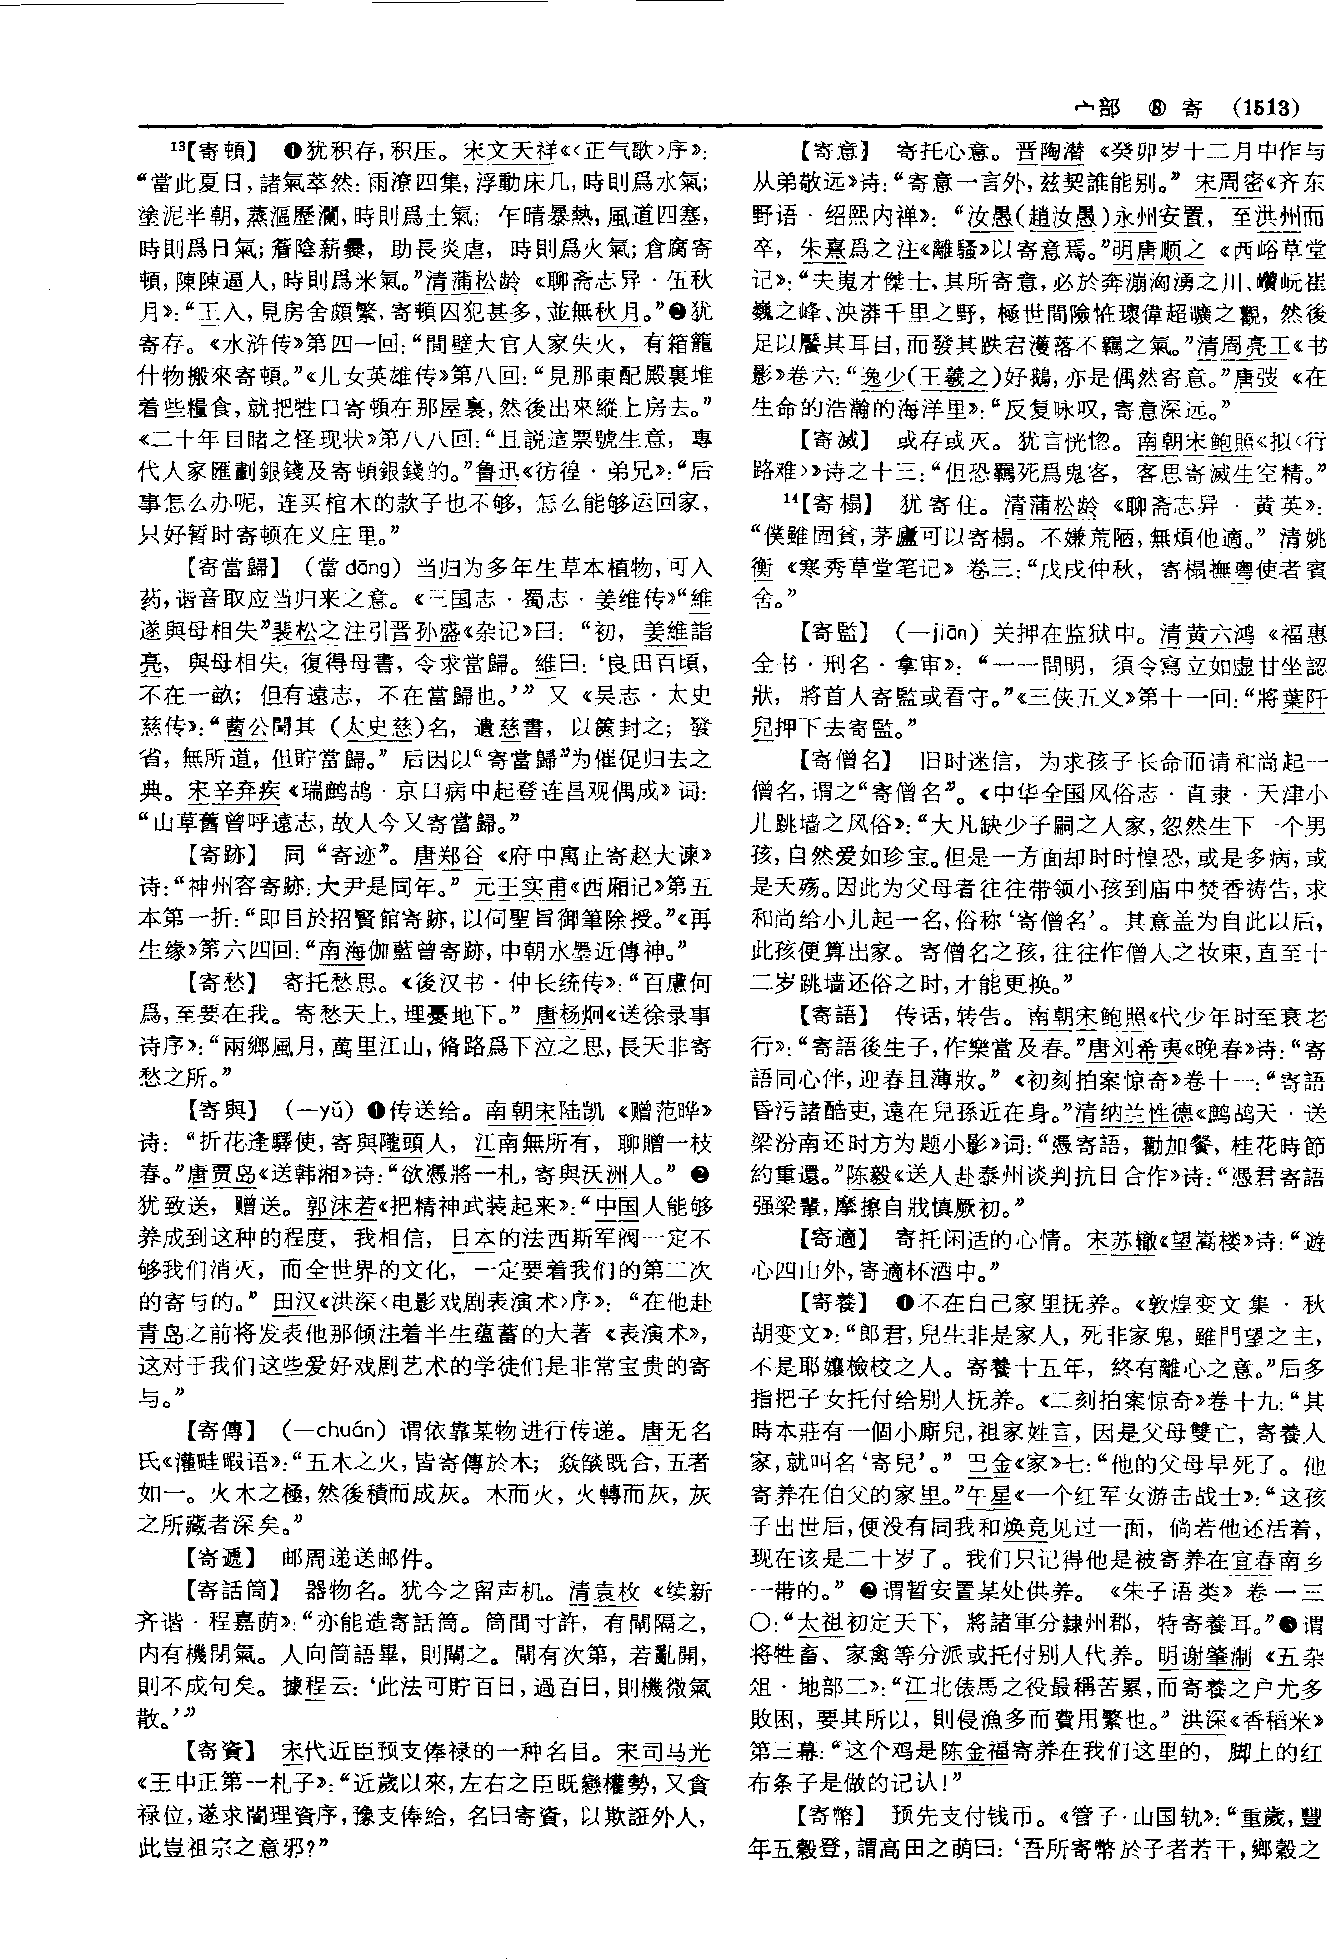 宀部 ⑧ 寄 (1513)
¹³【寄頓】 ❶犹积存,积压。宋文天祥《〈正气歌〉序》:
“當此夏日,諸氣萃然:雨潦四集,浮動床几,時則爲水氣;
塗泥半朝,蒸漚歷瀾,時則爲土氣;乍晴暴熱,風道四塞,
時則爲日氣;簷陰薪爨,助長炎虐,時則爲火氣;倉腐寄
頓,陳陳逼人,時則爲米氣。”清蒲松龄《聊斋志异·伍秋
月》:“王入,見房舍頗繁,寄頓囚犯甚多,並無秋月。”❷犹
寄存。《水浒传》第四一回:“間壁大官人家失火,有箱籠
什物搬來寄頓。”《儿女英雄传》第八回:“見那東配殿裏堆
着些糧食,就把牲口寄頓在那屋裏,然後出來縱上房去。”
《二十年目睹之怪现状》第八八回:“且説這票號生意,專
代人家匯劃銀錢及寄頓銀錢的。”鲁迅《彷徨·弟兄》:“后
事怎么办呢,连买棺木的款子也不够,怎么能够运回家,
只好暂时寄顿在义庄里。”
【寄當歸】 (當dāng)当归为多年生草本植物,可入
药,谐音取应当归来之意。《三国志·蜀志·姜维传》“維
遂與母相失”裴松之注引晋孙盛《杂记》曰:“初,姜維詣
亮,與母相失,復得母書,令求當歸。維曰:‘良田百頃,
不在一畝;但有遠志,不在當歸也。’”又《吴志·太史
慈传》:“曹公聞其(太史慈)名,遺慈書,以篋封之;發
省,無所道,但貯當歸。”后因以“寄當歸”为催促归去之
典。宋辛弃疾《瑞鹧鸪·京口病中起登连昌观偶成》词:
“山草舊曾呼遠志,故人今又寄當歸。”
【寄跡】 同“寄迹”。唐郑谷《府中寓止寄赵大谏》
诗:“神州容寄跡,大尹是同年。”元王实甫《西厢记》第五
本第一折:“即目於招賢館寄跡,以伺聖旨御筆除授。”《再
生缘》第六四回:“南海伽藍曾寄跡,中朝水墨近傳神。”
【寄愁】 寄托愁思。《後汉书·仲长统传》:“百慮何
爲,至要在我。寄愁天上,埋憂地下。”唐杨炯《送徐录事
诗序》:“兩鄉風月,萬里江山,脩路爲下泣之思,長天非寄
愁之所。”
【寄與】 (—yǔ)❶传送给。南朝宋陆凯《赠范晔》
诗:“折花逢驛使,寄與隴頭人,江南無所有,聊贈一枝
春。”唐贾岛《送韩湘》诗:“欲憑將一札,寄與沃洲人。”❷
犹致送,赠送。郭沫若《把精神武装起来》:“中国人能够
养成到这种的程度,我相信,日本的法西斯军阀一定不
够我们消灭,而全世界的文化,一定要着我们的第二次
的寄与的。”田汉《洪深〈电影戏剧表演术〉序》:“在他赴
青岛之前将发表他那倾注着半生蕴蓄的大著《表演术》,
这对于我们这些爱好戏剧艺术的学徒们是非常宝贵的寄
与。”
【寄傳】 (—chuán)谓依靠某物进行传递。唐无名
氏《灌畦暇语》:“五木之火,皆寄傳於木;焱燄既合,五者
如一。火木之極,然後積而成灰。木而火,火轉而灰,灰
之所藏者深矣。”
【寄遞】 邮周递送邮件。
【寄話筒】 器物名。犹今之留声机。清袁枚《续新
齐谐·程嘉荫》:“亦能造寄話筒。筒間寸許,有閘隔之,
内有機閉氣。人向筒語畢,則閘之。閘有次第,若亂開,
則不成句矣。據程云:‘此法可貯百日,過百日,則機微氣
散。’”
【寄資】 宋代近臣预支俸禄的一种名目。宋司马光
《王中正第一札子》:“近歲以來,左右之臣既戀權勢,又貪
禄位,遂求閤理資序,豫支俸給,名曰寄資,以欺誑外人,
此豈祖宗之意邪?”
【寄意】 寄托心意。晋陶潜《癸卯岁十二月中作与
从弟敬远》诗:“寄意一言外,兹契誰能别。”宋周密《齐东
野语·绍熙内禅》:“汝愚(趙汝愚)永州安置,至洪州而
卒,朱熹爲之注《離騷》以寄意焉。”明唐顺之《西峪草堂
记》:“夫嵬才傑士,其所寄意,必於奔澎洶湧之川、巑岏崔
巍之峰、泱漭千里之野,極世間險怪瓌偉超曠之觀,然後
足以饜其耳目,而發其跌宕濩落不羈之氣。”清周亮工《书
影》卷六:“逸少(王羲之)好鵝,亦是偶然寄意。”唐弢《在
生命的浩瀚的海洋里》:“反复咏叹,寄意深远。”
【寄滅】 或存或灭。犹言恍惚。南朝宋鲍照《拟〈行
路难〉》诗之十三:“但恐羈死爲鬼客,客思寄滅生空精。”
¹⁴【寄榻】 犹寄住。清蒲松龄《聊斋志异·黄英》:
“僕雖固貧,茅廬可以寄榻。不嫌荒陋,無煩他適。”清姚
衡《寒秀草堂笔记》卷三:“戊戌仲秋,寄榻撫粤使者賓
舍。”
【寄監】 (—jiān)关押在监狱中。清黄六鸿《福惠
全书·刑名·拿审》:“一一問明,須令寫立如虚甘坐認
狀,將首人寄監或看守。”《三侠五义》第十一回:“將葉阡
兒押下去寄監。”
【寄僧名】 旧时迷信,为求孩子长命而请和尚起一
僧名,谓之“寄僧名”。《中华全国风俗志·直隶·天津小
儿跳墙之风俗》:“大凡缺少子嗣之人家,忽然生下一个男
孩,自然爱如珍宝。但是一方面却时时惶恐,或是多病,或
是夭殇。因此为父母者往往带领小孩到庙中焚香祷告,求
和尚给小儿起一名,俗称‘寄僧名’。其意盖为自此以后,
此孩便算出家。寄僧名之孩,往往作僧人之妆束,直至十
二岁跳墙还俗之时,才能更换。”
【寄語】 传话,转告。南朝宋鲍照《代少年时至衰老
行》:“寄語後生子,作樂當及春。”唐刘希夷《晚春》诗:“寄
語同心伴,迎春且薄妝。”《初刻拍案惊奇》卷十一:“寄語
昏污諸酷吏,遠在兒孫近在身。”清纳兰性德《鹧鸪天·送
梁汾南还时方为题小影》词:“憑寄語,勸加餐,桂花時節
約重還。”陈毅《送人赴泰州谈判抗日合作》诗:“憑君寄語
强梁輩,摩擦自戕慎厥初。”
【寄適】 寄托闲适的心情。宋苏辙《望嵩楼》诗:“遊
心四山外,寄適杯酒中。”
【寄養】 ❶不在自己家里抚养。《敦煌变文集·秋
胡变文》:“郎君,兒生非是家人,死非家鬼,雖門望之主,
不是耶孃檢校之人。寄養十五年,終有離心之意。”后多
指把子女托付给别人抚养。《二刻拍案惊奇》卷十九:“其
時本莊有一個小廝兒,祖家姓言,因是父母雙亡,寄養人
家,就叫名‘寄兒’。”巴金《家》七:“他的父母早死了。他
寄养在伯父的家里。”午星《一个红军女游击战士》:“这孩
子出世后,便没有同我和焕竞见过一面,倘若他还活着,
现在该是二十岁了。我们只记得他是被寄养在宜春南乡
一带的。”❷谓暂安置某处供养。《朱子语类》卷一三
〇:“太祖初定天下,將諸軍分隸州郡,特寄養耳。”❸谓
将牲畜、家禽等分派或托付别人代养。明谢肇淛《五杂
俎·地部二》:“江北俵馬之役最稱苦累,而寄養之户尤多
敗困,要其所以,則侵漁多而費用繁也。”洪深《香稻米》
第三幕:“这个鸡是陈金福寄养在我们这里的,脚上的红
布条子是做的记认!”
【寄幣】 预先支付钱币。《管子·山国轨》:“重歲,豐
年五穀登,謂高田之萌曰:‘吾所寄幣於子者若干,鄉穀之